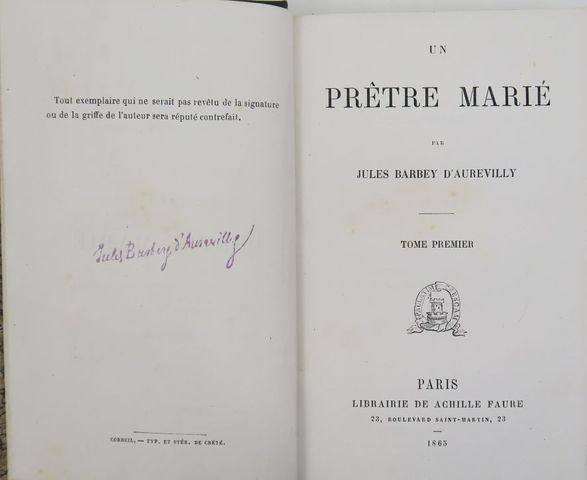 Tout exemplaire qui ne serait pas revêtu de la signature
ou de la griffe de l'auteur sera réputé contrefait.
Jules Barbey d'Aurevilly
CORBEIL, — TYP. ET STÉR. DE CRÉTÉ.
UN
PRÊTRE MARIÉ
PAR
JULES BARBEY D'AUREVILLY
TOME PREMIER
PARIS
LIBRAIRIE DE ACHILLE FAURE
23, BOULEVARD SAINT-MARTIN, 23
1865